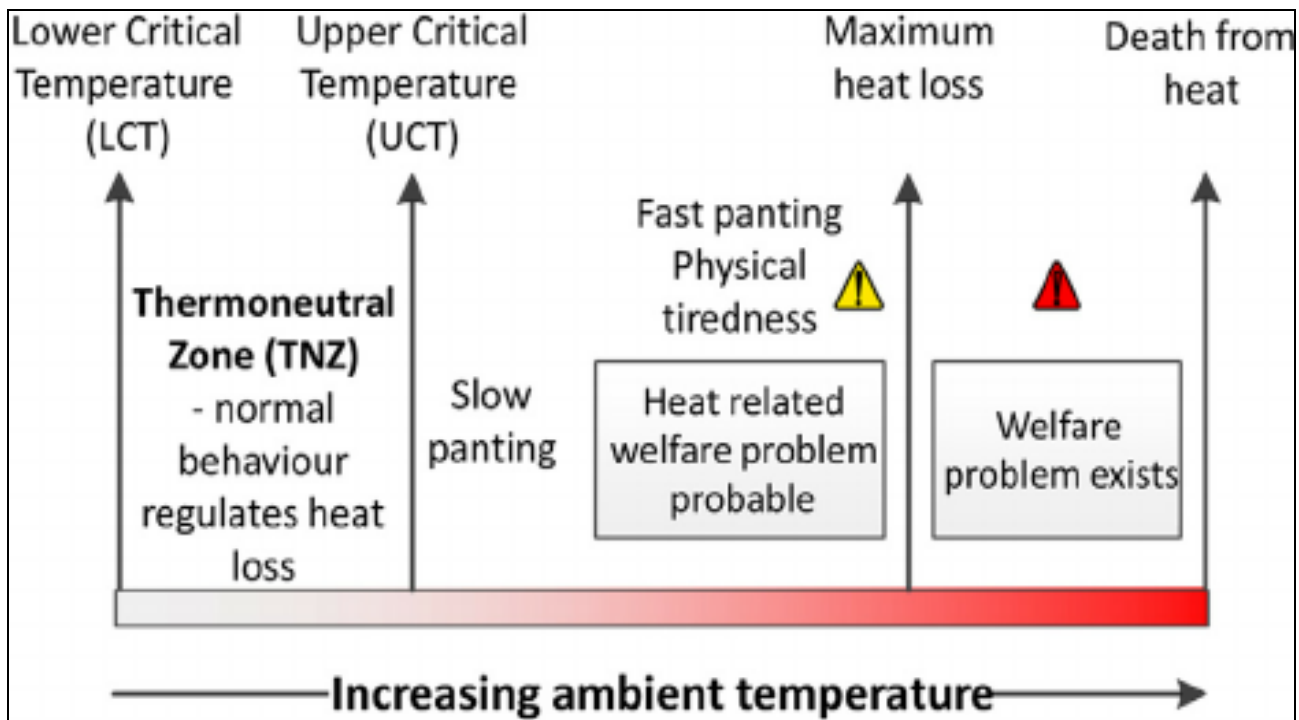 Lower Critical
Temperature
(LCT)
Upper Critical
Temperature
(UCT)
Maximum
heat loss
Death from
heat
Thermoneutral
Zone (TNZ)
- normal
behaviour
regulates heat
loss
Slow
panting
Fast panting
Physical
tiredness
Heat related
welfare problem
probable
Welfare
problem exists
Increasing ambient temperature